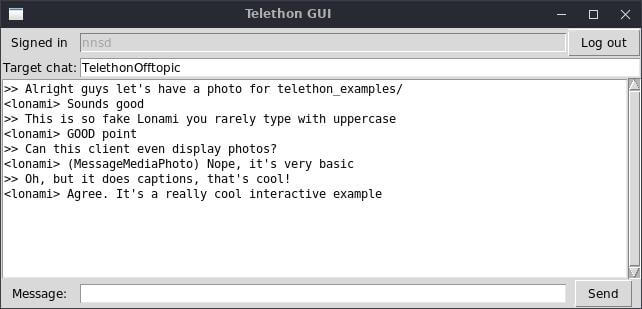 Telethon GUI
Signed in nnsd Log out
Target chat: TelethonOfftopic
>> Alright guys let's have a photo for telethon_examples/
<lonami> Sounds good
>> This is so fake Lonami you rarely type with uppercase
<lonami> GOOD point
>> Can this client even display photos?
<lonami> (MessageMediaPhoto) Nope, it's very basic
>> Oh, but it does captions, that's cool!
<lonami> Agree. It's a really cool interactive example
Message: Send